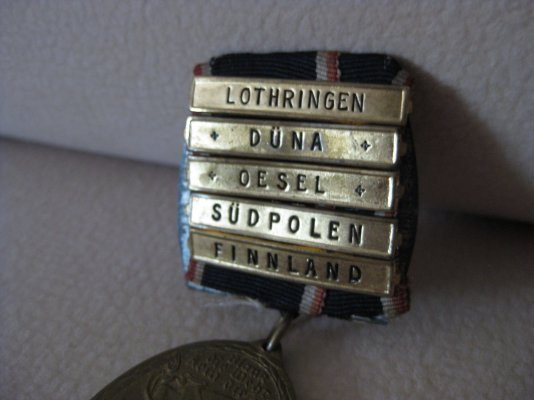 LOTHRINGEN
DÜNA
OESEL
SÜDPOLEN
FINNLAND